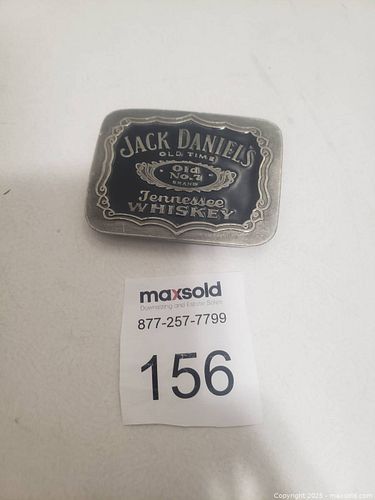 JACK DANIEL'S
OLD TIME
Old
No. 7
BRAND
Tennessee
WHISKEY
maxsold
Downsizing and Estate Sales
877-257-7799
156
Copyright 2025 - maxsold.com